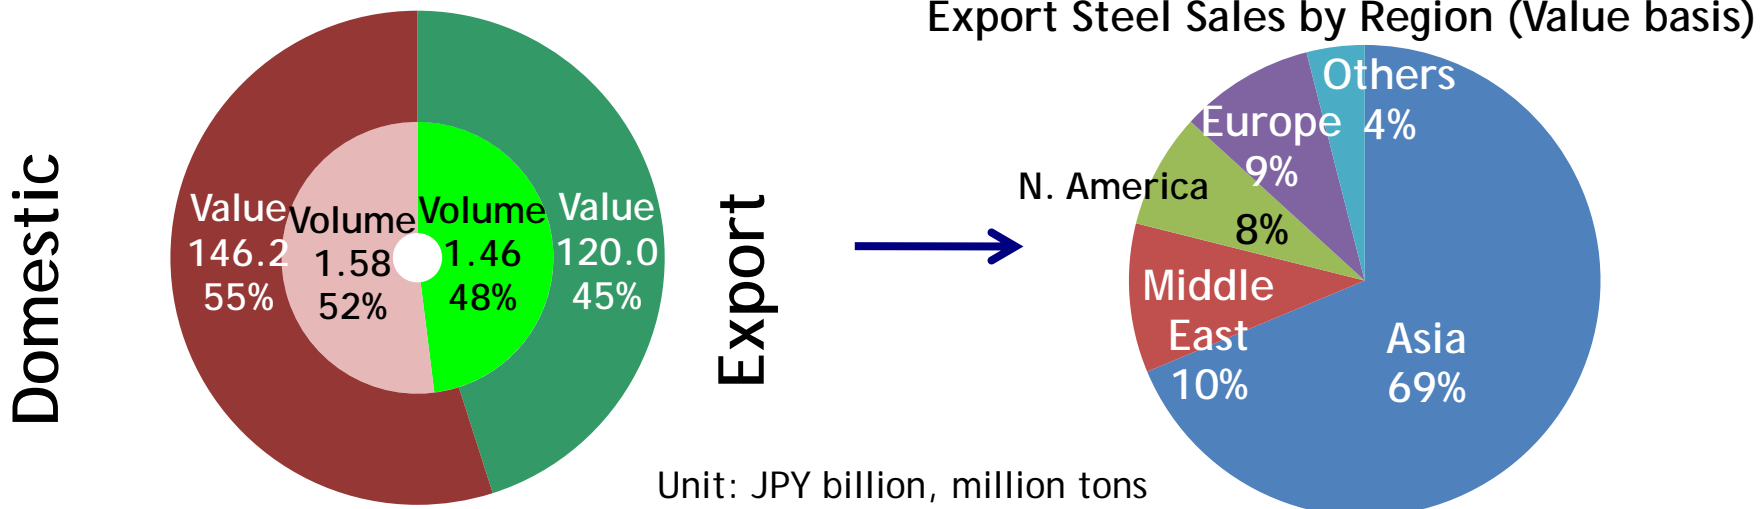 Export Steel Sales by Region (Value basis)
Domestic
Value
146.2
55%
Volume
1.58
52%
Volume
1.46
48%
Value
120.0
45%
Export
Others
4%
Europe
9%
N. America
8%
Middle
East
10%
Asia
69%
Unit: JPY billion, million tons